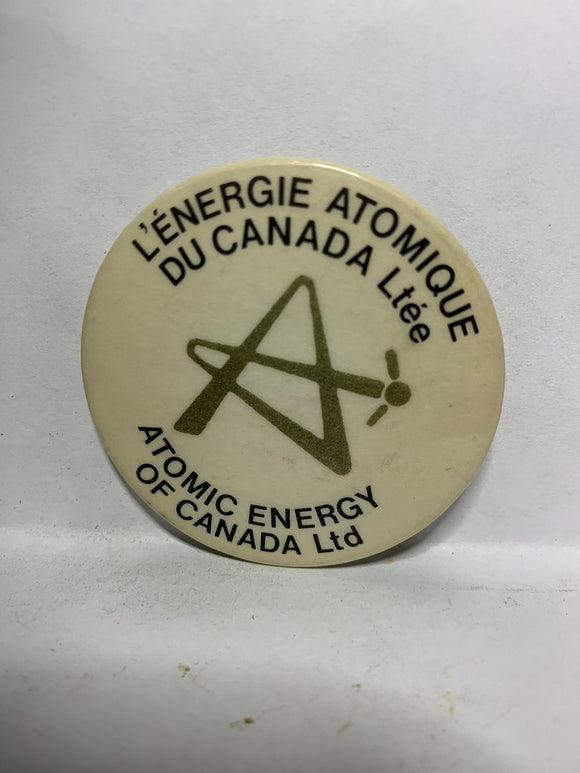 L'ÉNERGIE ATOMIQUE
DU CANADA Ltée
ATOMIC ENERGY
OF CANADA Ltd